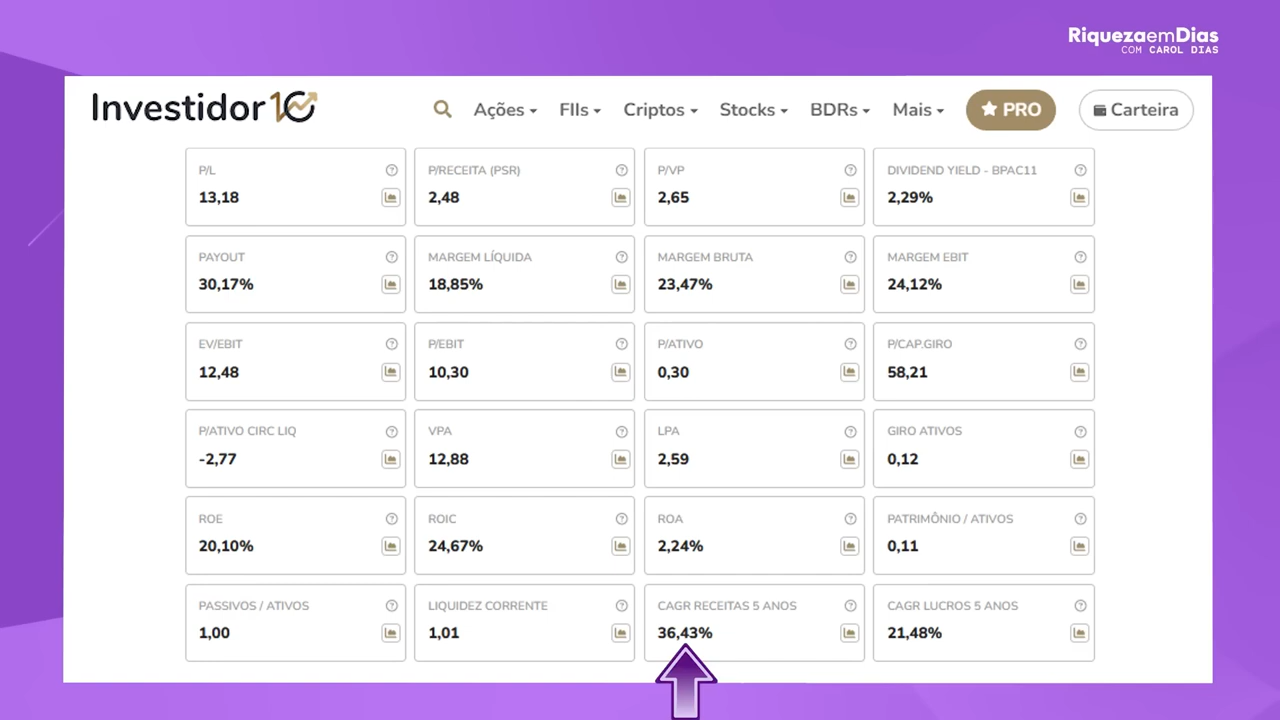 RiquezaemDias
COM CAROL DIAS
Investidor10
Ações
FIIs
Criptos
Stocks
BDRs
Mais
PRO
Carteira
P/L
13,18
P/RECEITA (PSR)
2,48
P/VP
2,65
DIVIDEND YIELD - BPAC11
2,29%
PAYOUT
30,17%
MARGEM LÍQUIDA
18,85%
MARGEM BRUTA
23,47%
MARGEM EBIT
24,12%
EV/EBIT
12,48
P/EBIT
10,30
P/ATIVO
0,30
P/CAP.GIRO
58,21
P/ATIVO CIRC LIQ
-2,77
VPA
12,88
LPA
2,59
GIRO ATIVOS
0,12
ROE
20,10%
ROIC
24,67%
ROA
2,24%
PATRIMÔNIO / ATIVOS
0,11
PASSIVOS / ATIVOS
1,00
LIQUIDEZ CORRENTE
1,01
CAGR RECEITAS 5 ANOS
36,43%
CAGR LUCROS 5 ANOS
21,48%